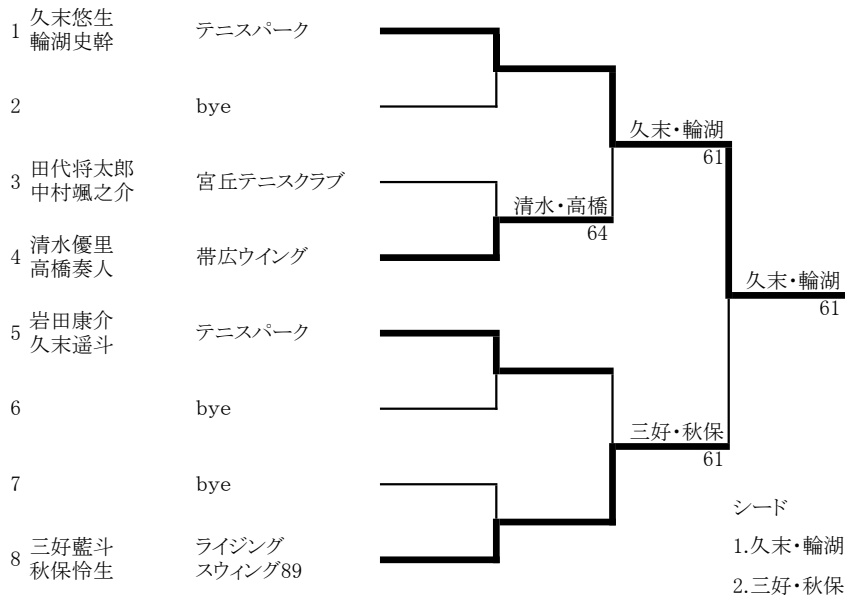 1 久末悠生 テニスパーク
輪湖史幹
2 bye
久末・輪湖
61
3 田代将太郎 宮丘テニスクラブ
中村颯之介
清水・高橋
64
4 清水優里 帯広ウイング
高橋奏人
久末・輪湖
61
5 岩田康介 テニスパーク
久末遥斗
6 bye
三好・秋保
61
7 bye
8 三好藍斗 ライジング
秋保怜生 スウィング89
シード
1.久末・輪湖
2.三好・秋保